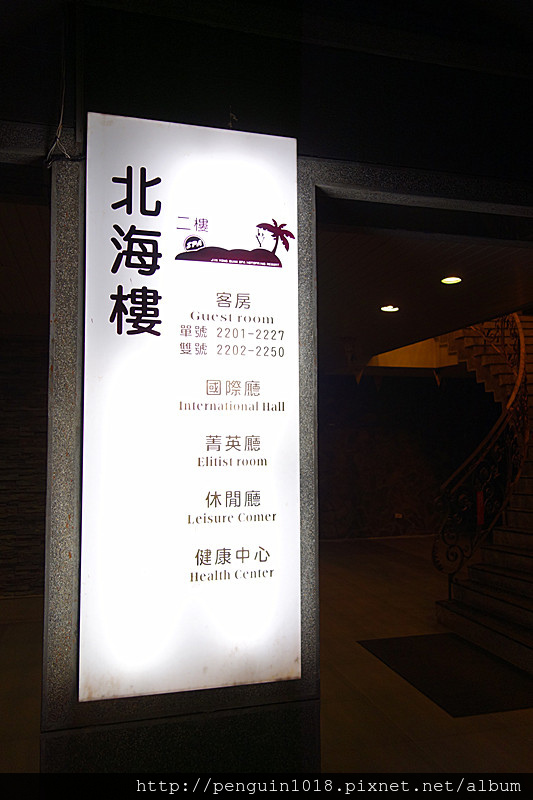 北海樓
二樓
SPA
客房
Guest room
單號 2201-2227
雙號 2202-2250
國際廳
International Hall
菁英廳
Elitist room
休閒廳
Leisure Comer
健康中心
Health Center
http://penguin1018.pixnet.net/album